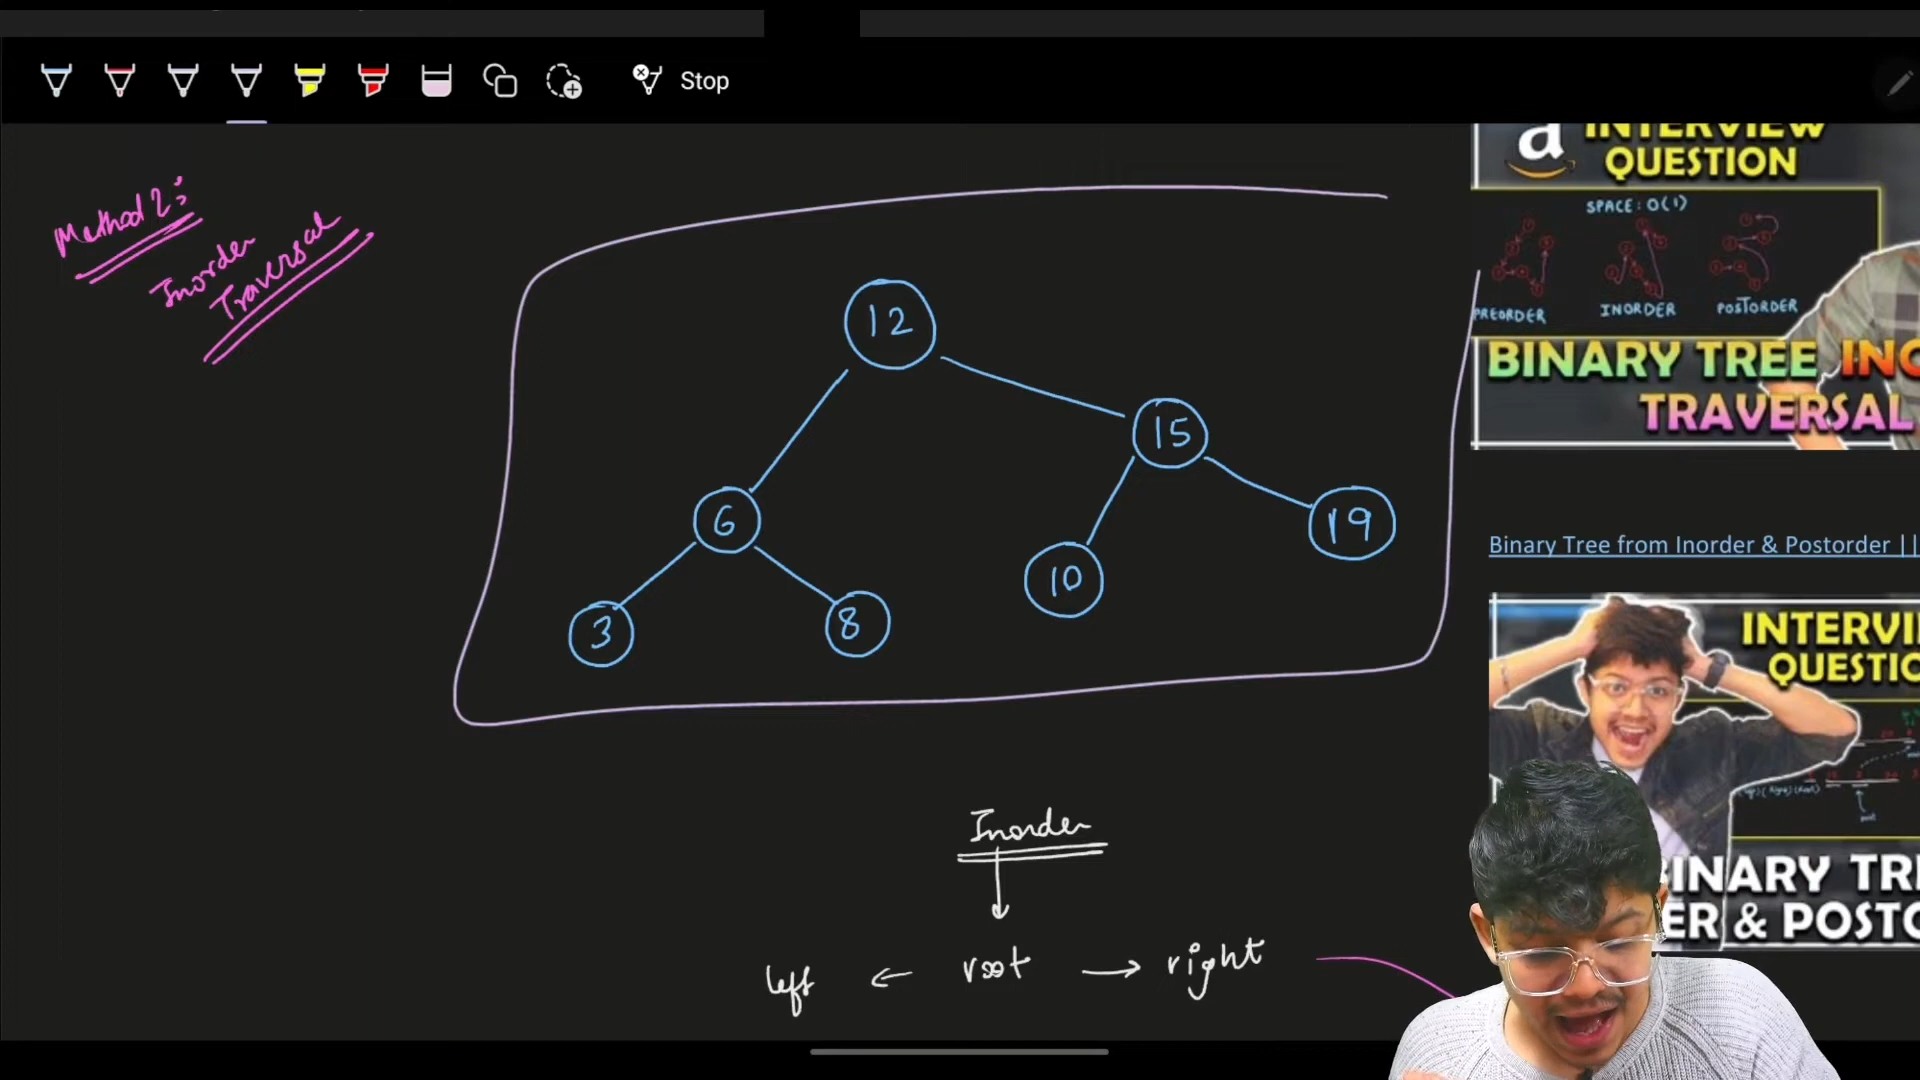 Stop
Method 2:
Inorder
Traversal
12
15
6
19
10
3
8
Inorder
left ← root → right
a INTERVIEW
QUESTION
SPACE: O(1)
PREORDER INORDER POSTORDER
BINARY TREE INO
TRAVERSAL
Binary Tree from Inorder & Postorder ||
INTERVI
QUESTIO
INARY TR
ER & POSTO